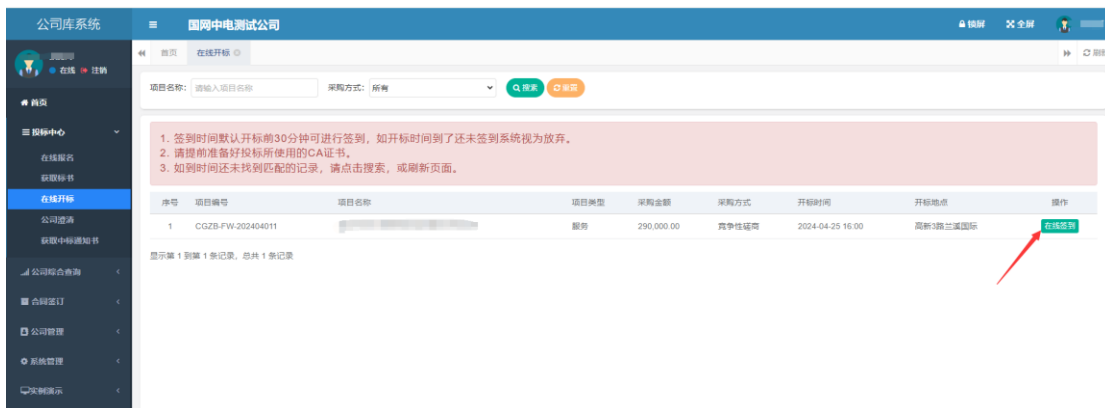 公司库系统
国网中电测试公司
锁屏
全屏
首页
在线开标
在线 注销
项目名称: 请输入项目名称
采购方式: 所有
搜索
重置
首页
投标中心
在线报名
获取标书
在线开标
公司澄清
获取中标通知书
公司综合查询
合同签订
公司管理
系统管理
实例演示
1. 签到时间默认开标前30分钟可进行签到，如开标时间到了还未签到系统视为放弃。
2. 请提前准备好投标所使用的CA证书。
3. 如到时间还未找到匹配的记录，请点击搜索，或刷新页面。
序号 项目编号 项目名称 项目类型 采购金额 采购方式 开标时间 开标地点 操作
1 CGZB-FW-202404011 服务 290,000.00 竞争性磋商 2024-04-25 16:00 高新3路兰溪国际 在线签到
显示第 1 到第 1 条记录，总共 1 条记录